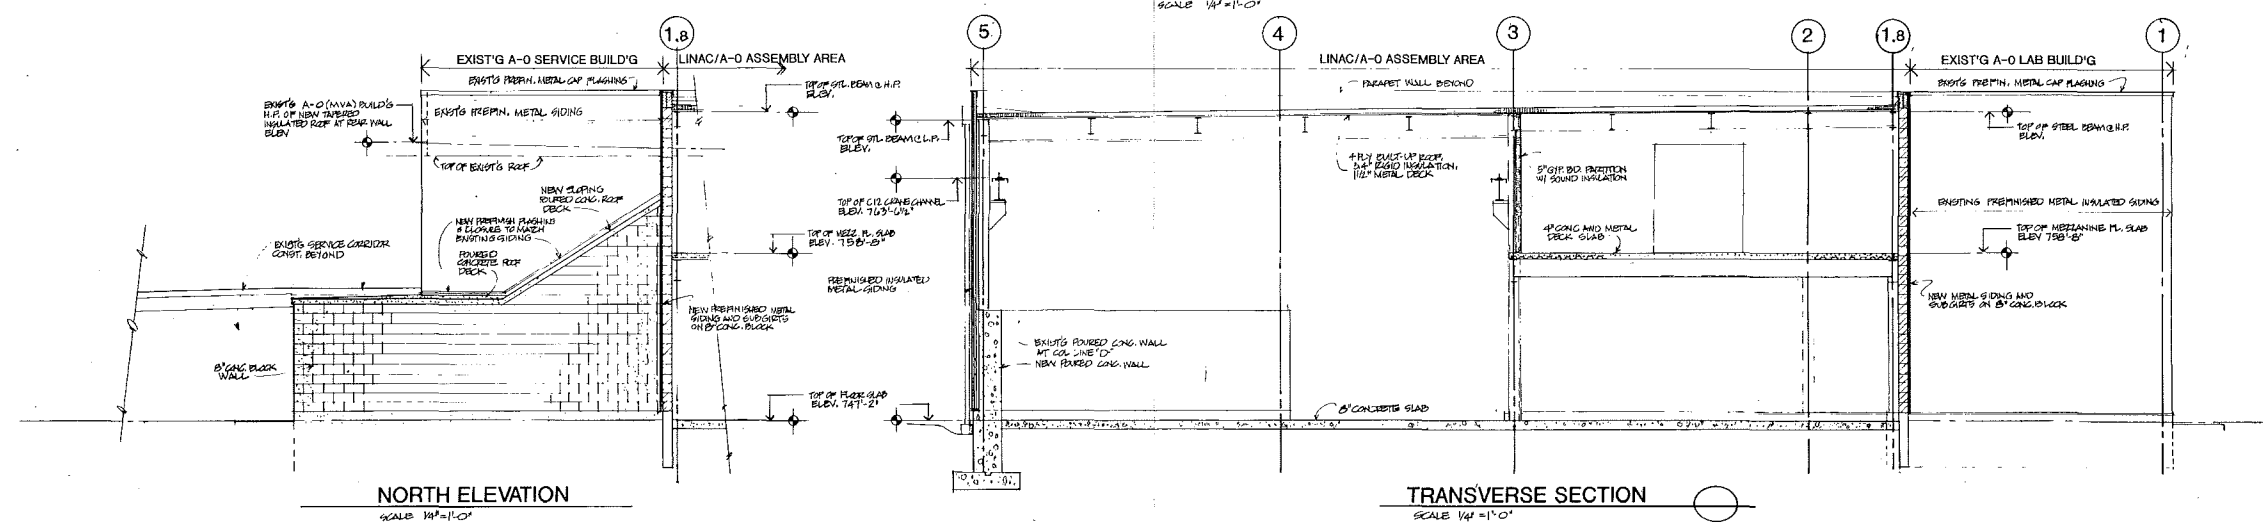 SCALE 1/4"=1'-0"
1.8
5
4
3
2
1.8
1
EXIST'G A-0 SERVICE BUILD'G
LINAC/A-0 ASSEMBLY AREA
LINAC/A-0 ASSEMBLY AREA
EXIST'G A-0 LAB BUILD'G
EXIST'G PREFIN. METAL CAP FLASHING
EXIST'G A-0 (MVA) BUILD'G
H.P. OF NEW TAPERED
INSULATED ROOF AT REAR WALL
ELEV
EXIST'G PREFIN. METAL SIDING
TOP OF EXIST'G ROOF
NEW SLOPING
POURED CONC. ROOF
DECK
NEW PREFINISH FLASHING
& CLOSURE TO MATCH
EXISTING SIDING
POURED
CONCRETE ROOF
DECK
EXIST'G SERVICE CORRIDOR
CONST. BEYOND
8" CONC. BLOCK
WALL
NEW PREFINISHED METAL
SIDING AND SUBGIRTS
ON 8" CONC. BLOCK
TOP OF STL. BEAM @ H.P.
ELEV.
TOP OF STL. BEAM @ L.P.
ELEV.
TOP OF C12 CRANE CHANNEL
ELEV. 763'-6 1/2"
TOP OF MEZZ. FL. SLAB
ELEV. 758'-8"
PREFINISHED INSULATED
METAL SIDING
TOP OF FLOOR SLAB
ELEV. 747'-2"
PARAPET WALL BEYOND
4 PLY BUILT-UP ROOF,
RIGID INSULATION,
1 1/2" METAL DECK
5" GYP. BD. PARTITION
W/ SOUND INSULATION
4" CONC AND METAL
DECK SLAB
EXIST'G POURED CONC. WALL
AT COL LINE "D"
NEW POURED CONC. WALL
8" CONCRETE SLAB
EXIST'G PREFIN. METAL CAP FLASHING
TOP OF STEEL BEAM @ H.P.
ELEV.
EXISTING PREFINISHED METAL INSULATED SIDING
TOP OF MEZZANINE FL. SLAB
ELEV 758'-8"
NEW METAL SIDING AND
SUBGIRTS ON 8" CONC. BLOCK
NORTH ELEVATION
SCALE 1/4"=1'-0"
TRANSVERSE SECTION
SCALE 1/4"=1'-0"